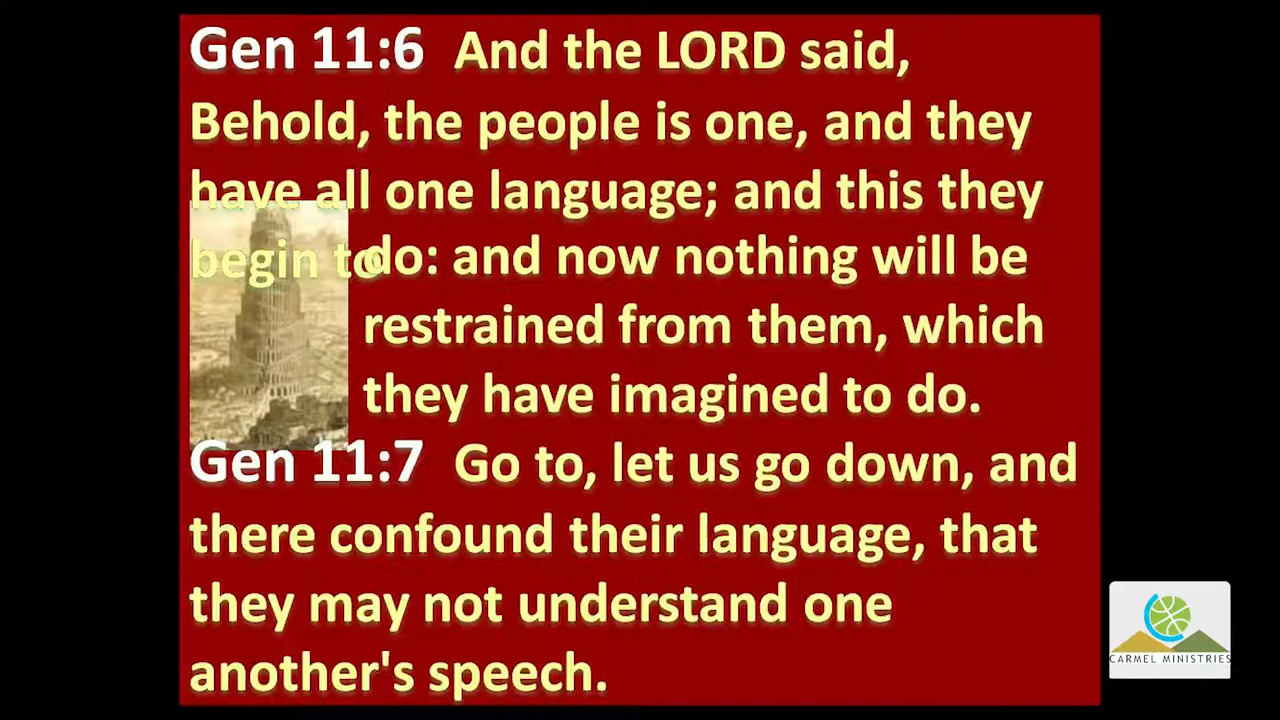 Gen 11:6 And the LORD said,
Behold, the people is one, and they
have all one language; and this they
begin to do: and now nothing will be
restrained from them, which
they have imagined to do.
Gen 11:7 Go to, let us go down, and
there confound their language, that
they may not understand one
another's speech.
CARMEL MINISTRIES